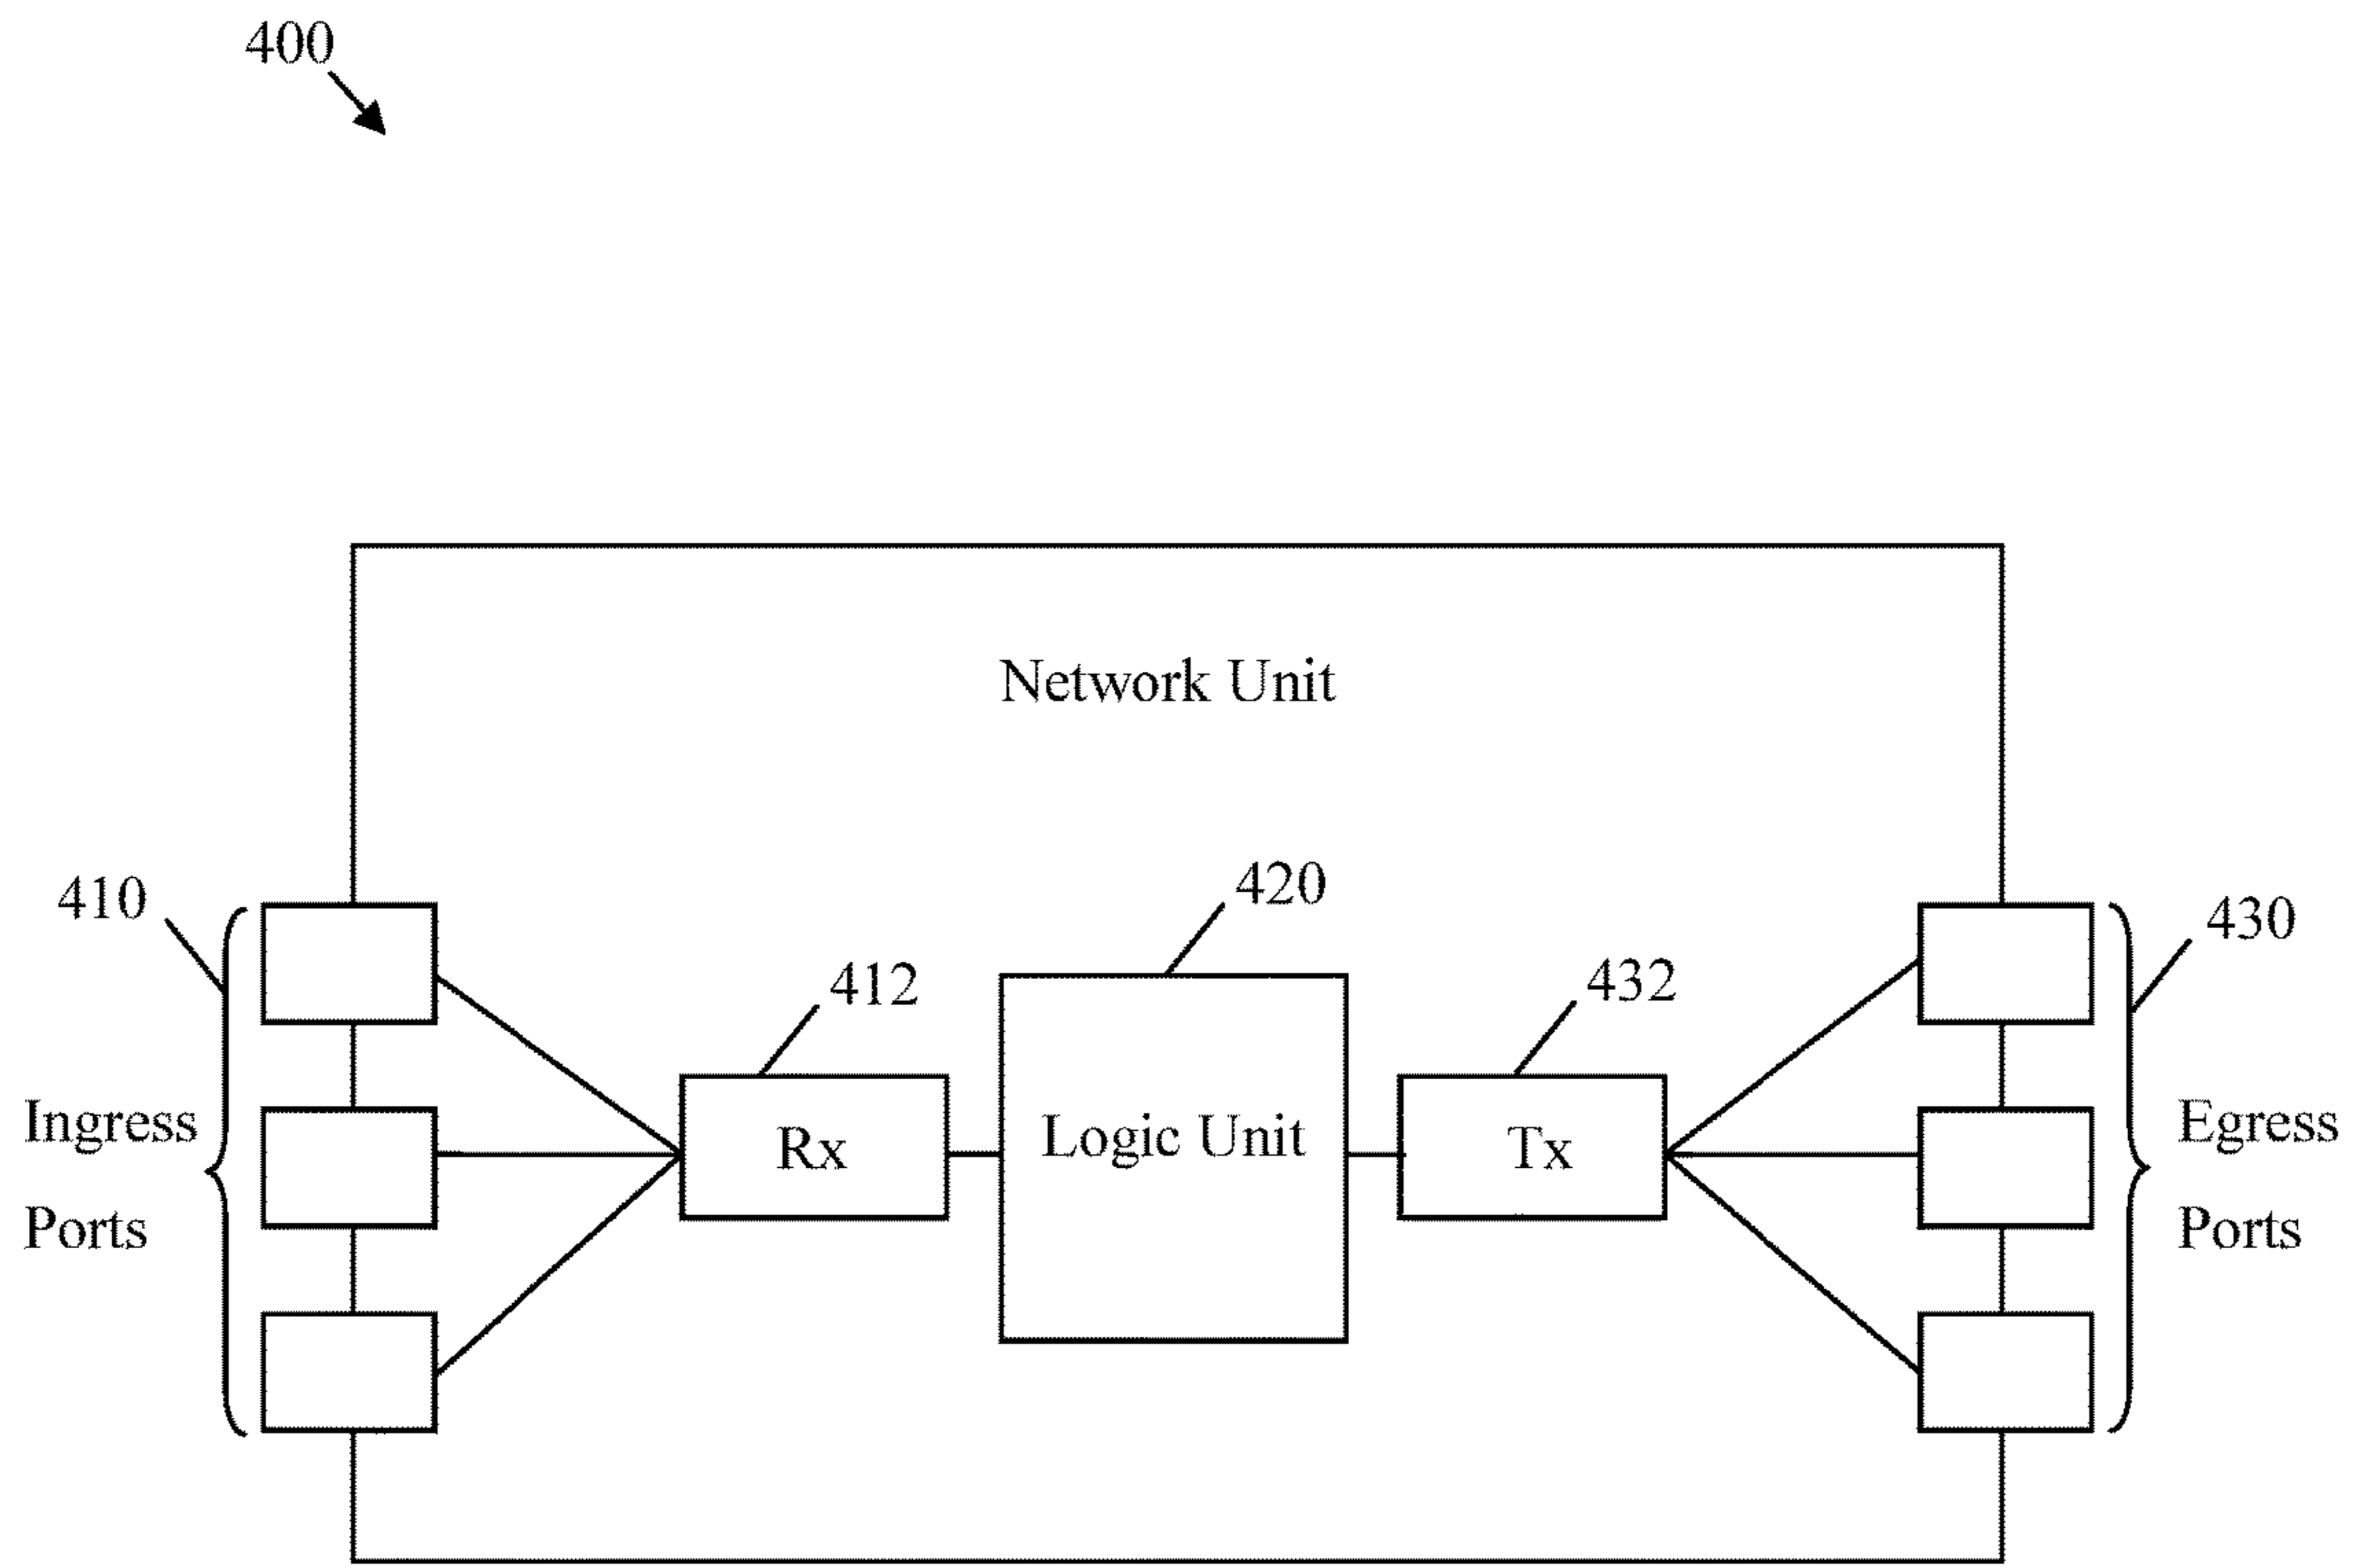 400
Network Unit
410
420
430
412
432
Ingress
Ports
Rx
Logic Unit
Tx
Egress
Ports